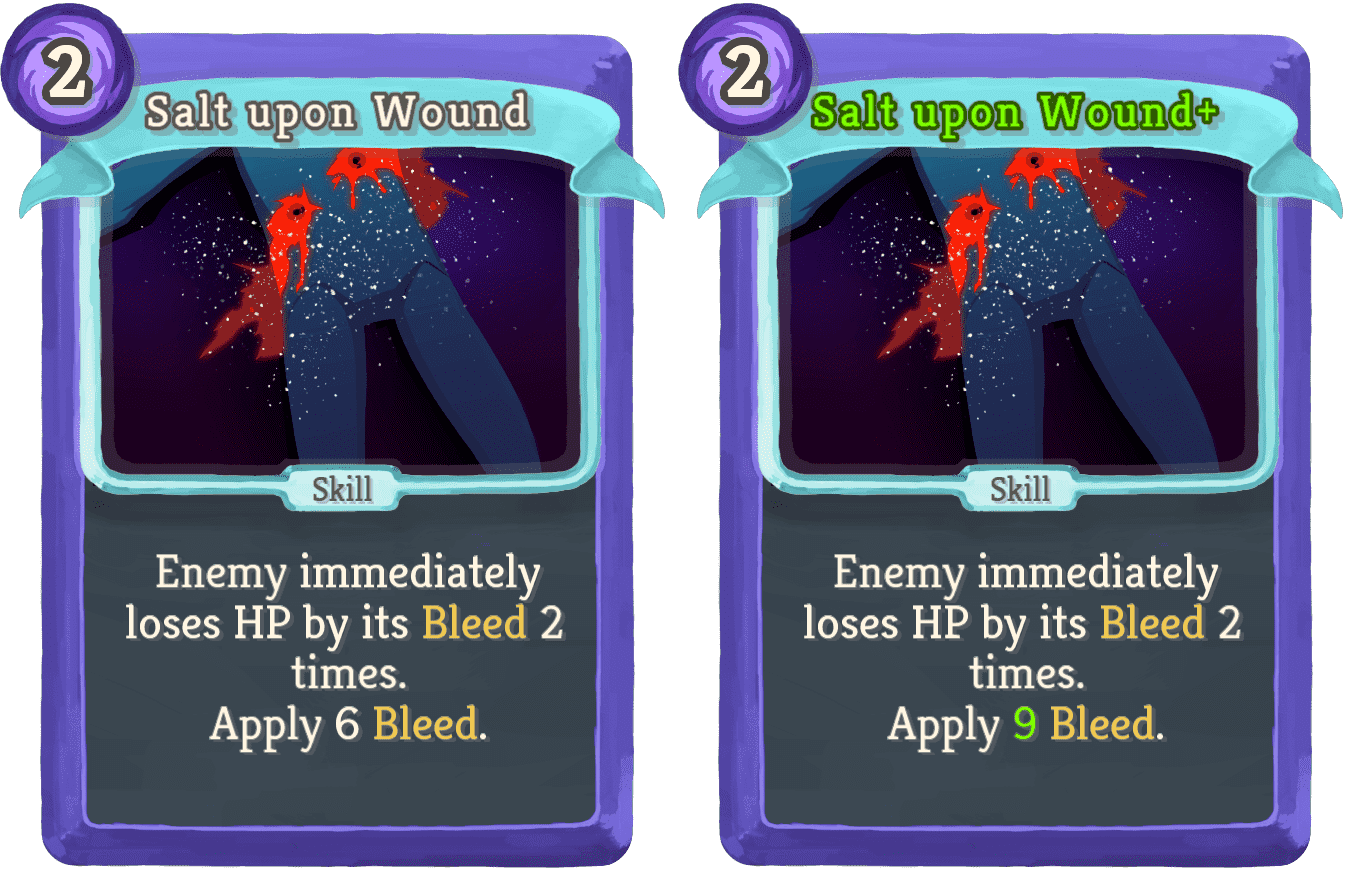 2
Salt upon Wound
Skill
Enemy immediately
loses HP by its Bleed 2
times.
Apply 6 Bleed.
2
Salt upon Wound+
Skill
Enemy immediately
loses HP by its Bleed 2
times.
Apply 9 Bleed.